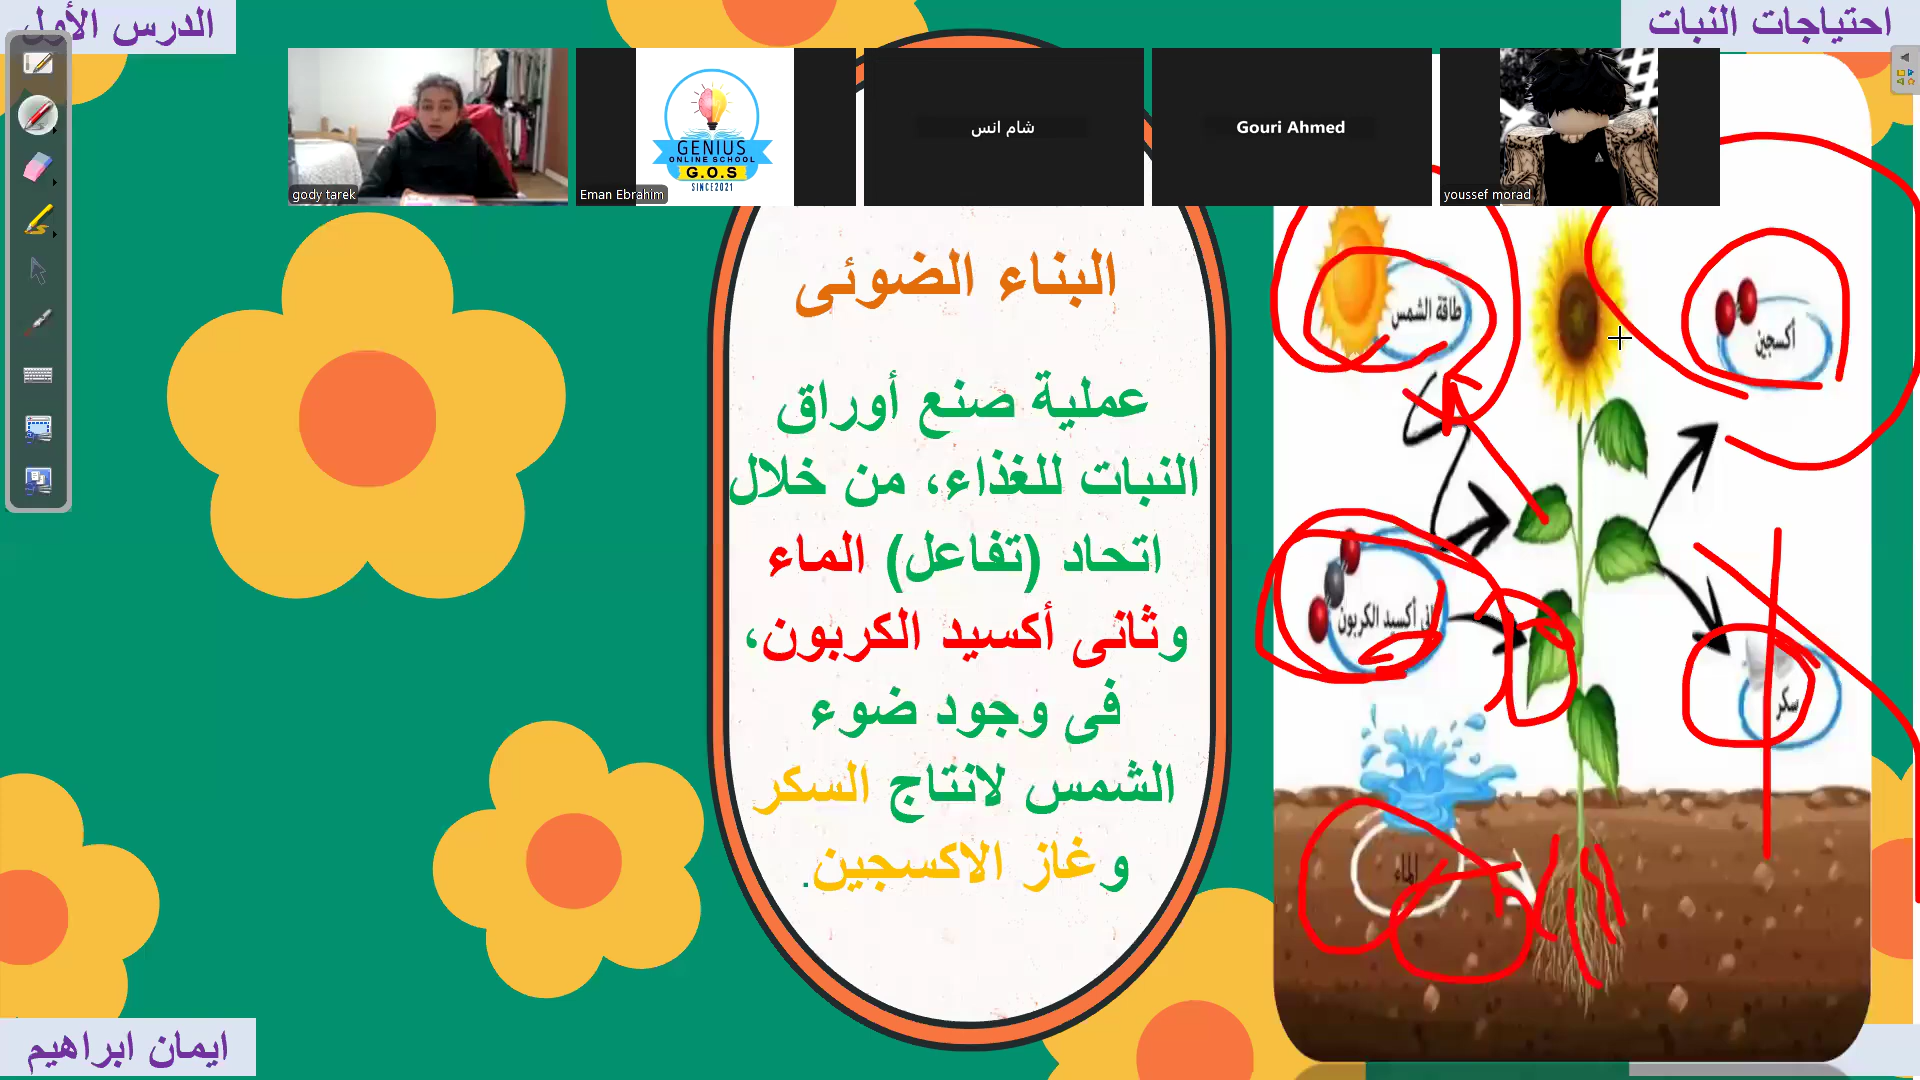 احتياجات النبات
الدرس الأول
gody tarek
GENIUS
ONLINE SCHOOL
G.O.S
SINCE2021
Eman Ebrahim
شام انس
Gouri Ahmed
youssef morad
البناء الضوئى
عملية صنع أوراق
النبات للغذاء، من خلال
اتحاد (تفاعل) الماء
وثانى أكسيد الكربون،
فى وجود ضوء
الشمس لانتاج السكر
وغاز الاكسجين.
طاقة الشمس
أكسجين
أكسيد الكربون
سكر
الماء
ايمان ابراهيم